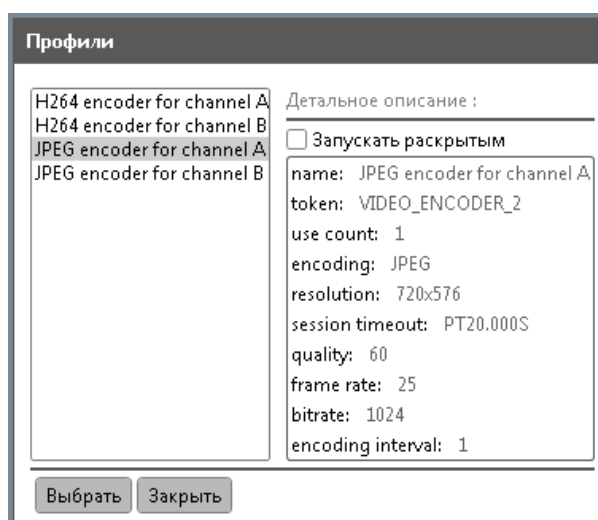 Профили
H264 encoder for channel A
H264 encoder for channel B
JPEG encoder for channel A
JPEG encoder for channel B
Детальное описание :
Запускать раскрытым
name: JPEG encoder for channel A
token: VIDEO_ENCODER_2
use count: 1
encoding: JPEG
resolution: 720x576
session timeout: PT20.000S
quality: 60
frame rate: 25
bitrate: 1024
encoding interval: 1
Выбрать Закрыть